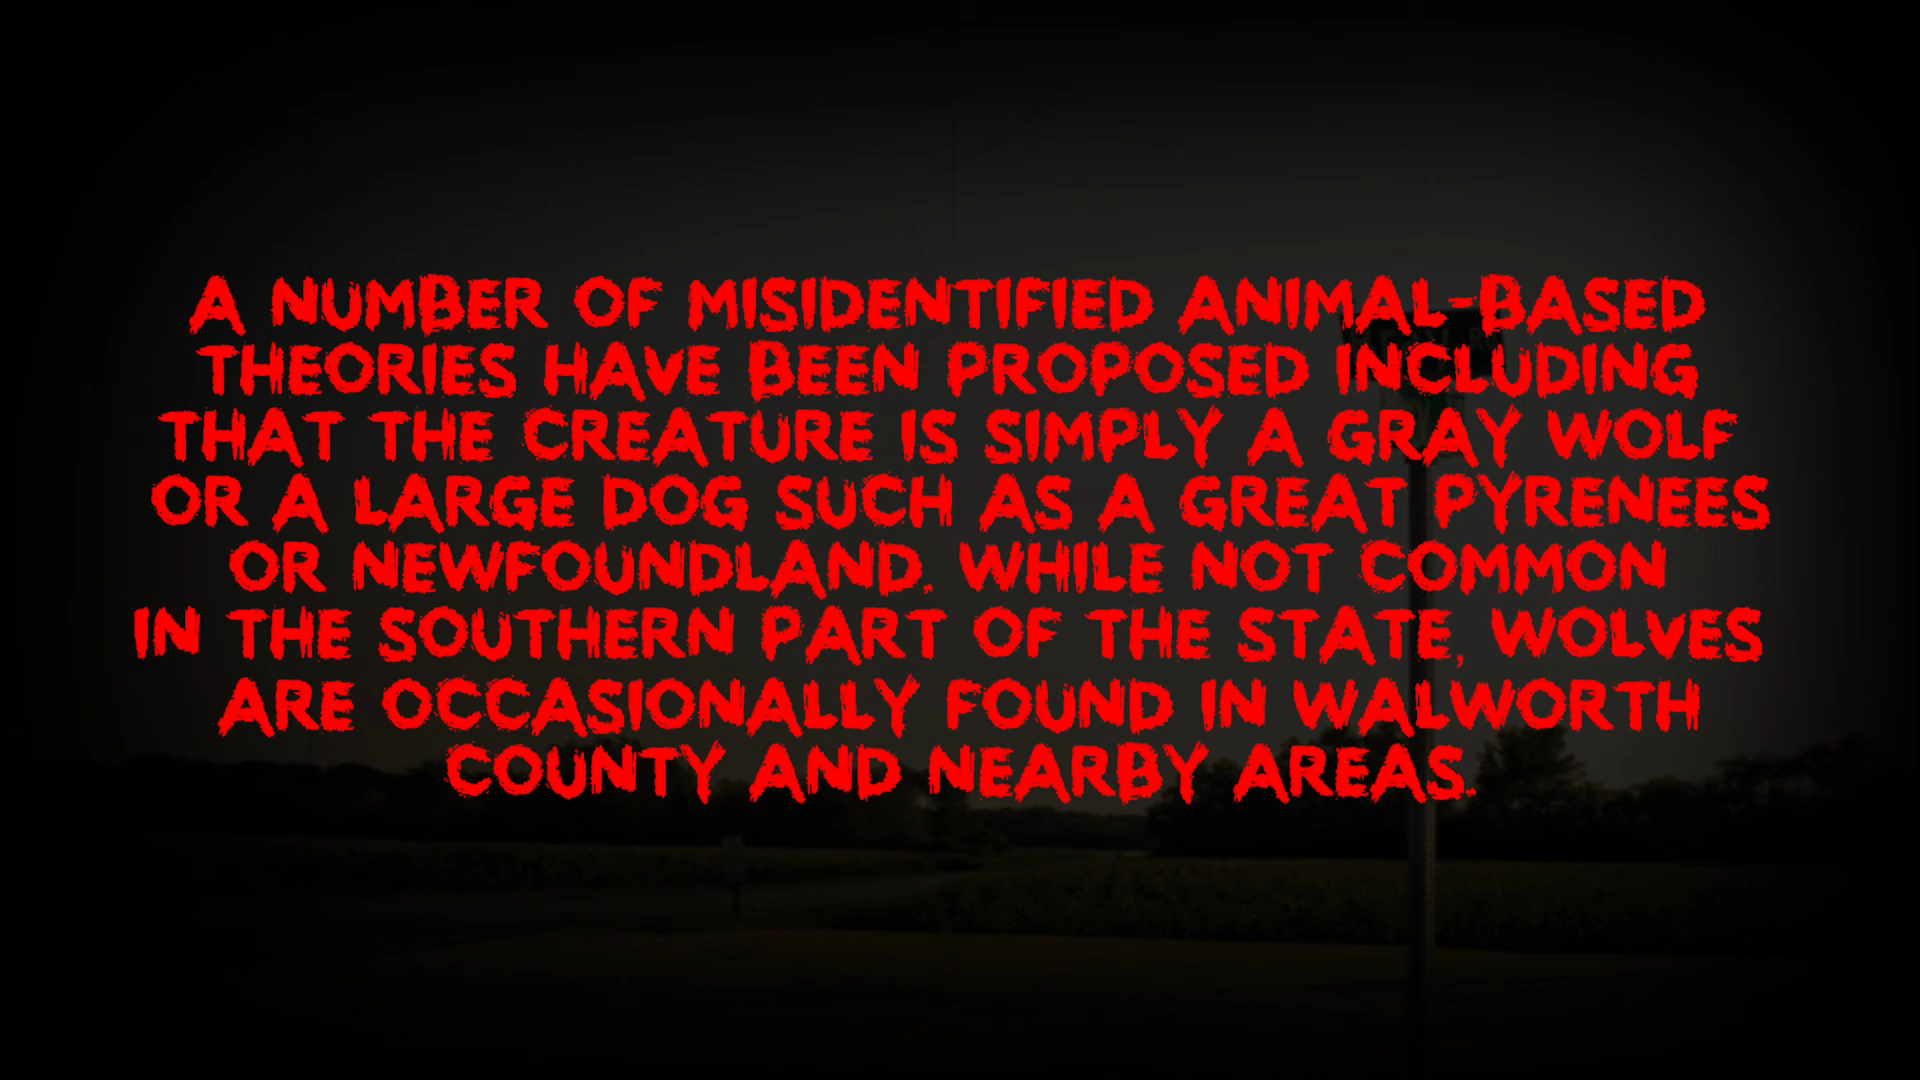 A NUMBER OF MISIDENTIFIED ANIMAL-BASED
THEORIES HAVE BEEN PROPOSED INCLUDING
THAT THE CREATURE IS SIMPLY A GRAY WOLF
OR A LARGE DOG SUCH AS A GREAT PYRENEES
OR NEWFOUNDLAND. WHILE NOT COMMON
IN THE SOUTHERN PART OF THE STATE, WOLVES
ARE OCCASIONALLY FOUND IN WALWORTH
COUNTY AND NEARBY AREAS.